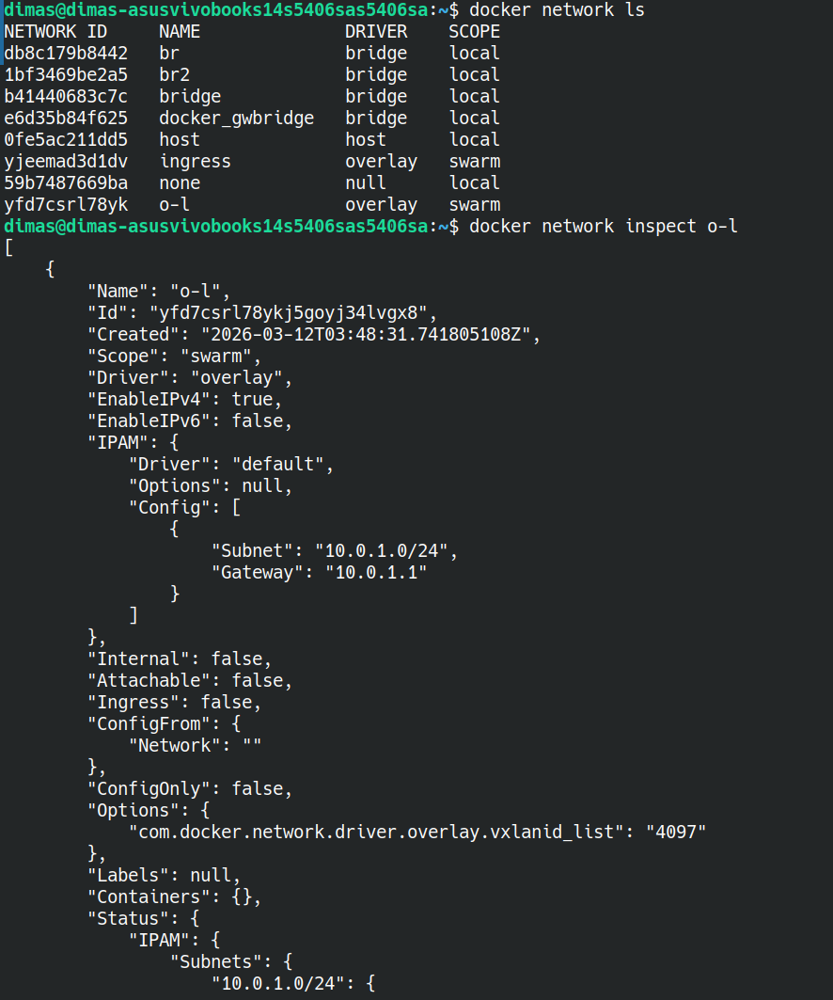 dimas@dimas-asusvivobooks14s5406sas5406sa:~$ docker network ls
NETWORK ID     NAME              DRIVER    SCOPE
db8c179b8442   br                bridge    local
1bf3469be2a5   br2               bridge    local
b41440683c7c   bridge            bridge    local
e6d35b84f625   docker_gwbridge   bridge    local
0fe5ac211dd5   host              host      local
yjeemad3d1dv   ingress           overlay   swarm
59b7487669ba   none              null      local
yfd7csrl78yk   o-l               overlay   swarm
dimas@dimas-asusvivobooks14s5406sas5406sa:~$ docker network inspect o-l
[
    {
        "Name": "o-l",
        "Id": "yfd7csrl78ykj5goyj34lvgx8",
        "Created": "2026-03-12T03:48:31.741805108Z",
        "Scope": "swarm",
        "Driver": "overlay",
        "EnableIPv4": true,
        "EnableIPv6": false,
        "IPAM": {
            "Driver": "default",
            "Options": null,
            "Config": [
                {
                    "Subnet": "10.0.1.0/24",
                    "Gateway": "10.0.1.1"
                }
            ]
        },
        "Internal": false,
        "Attachable": false,
        "Ingress": false,
        "ConfigFrom": {
            "Network": ""
        },
        "ConfigOnly": false,
        "Options": {
            "com.docker.network.driver.overlay.vxlanid_list": "4097"
        },
        "Labels": null,
        "Containers": {},
        "Status": {
            "IPAM": {
                "Subnets": {
                    "10.0.1.0/24": {